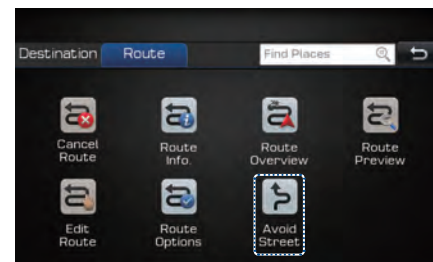 Destination Route Find Places
Cancel Route
Route Info.
Route Overview
Route Preview
Edit Route
Route Options
Avoid Street